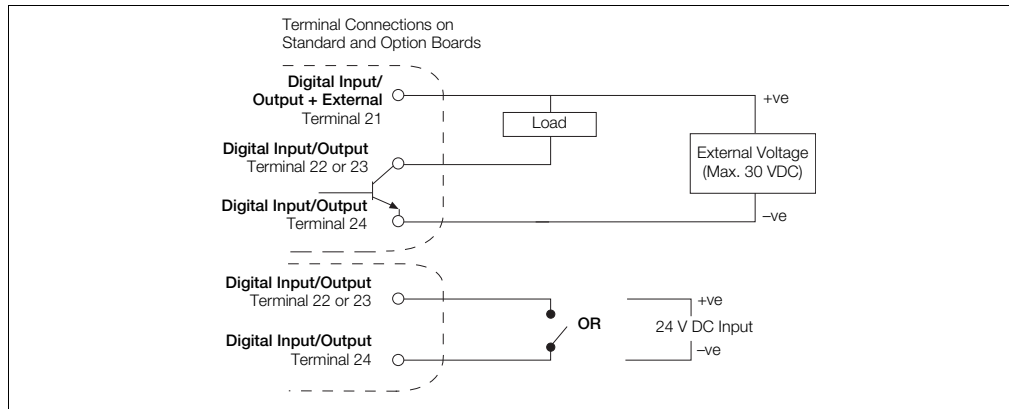 Terminal Connections on
Standard and Option Boards
Digital Input/
Output + External
Terminal 21
+ve
Load
Digital Input/Output
Terminal 22 or 23
External Voltage
(Max. 30 VDC)
Digital Input/Output
Terminal 24
–ve
Digital Input/Output
Terminal 22 or 23
+ve
OR
24 V DC Input
Digital Input/Output
Terminal 24
–ve